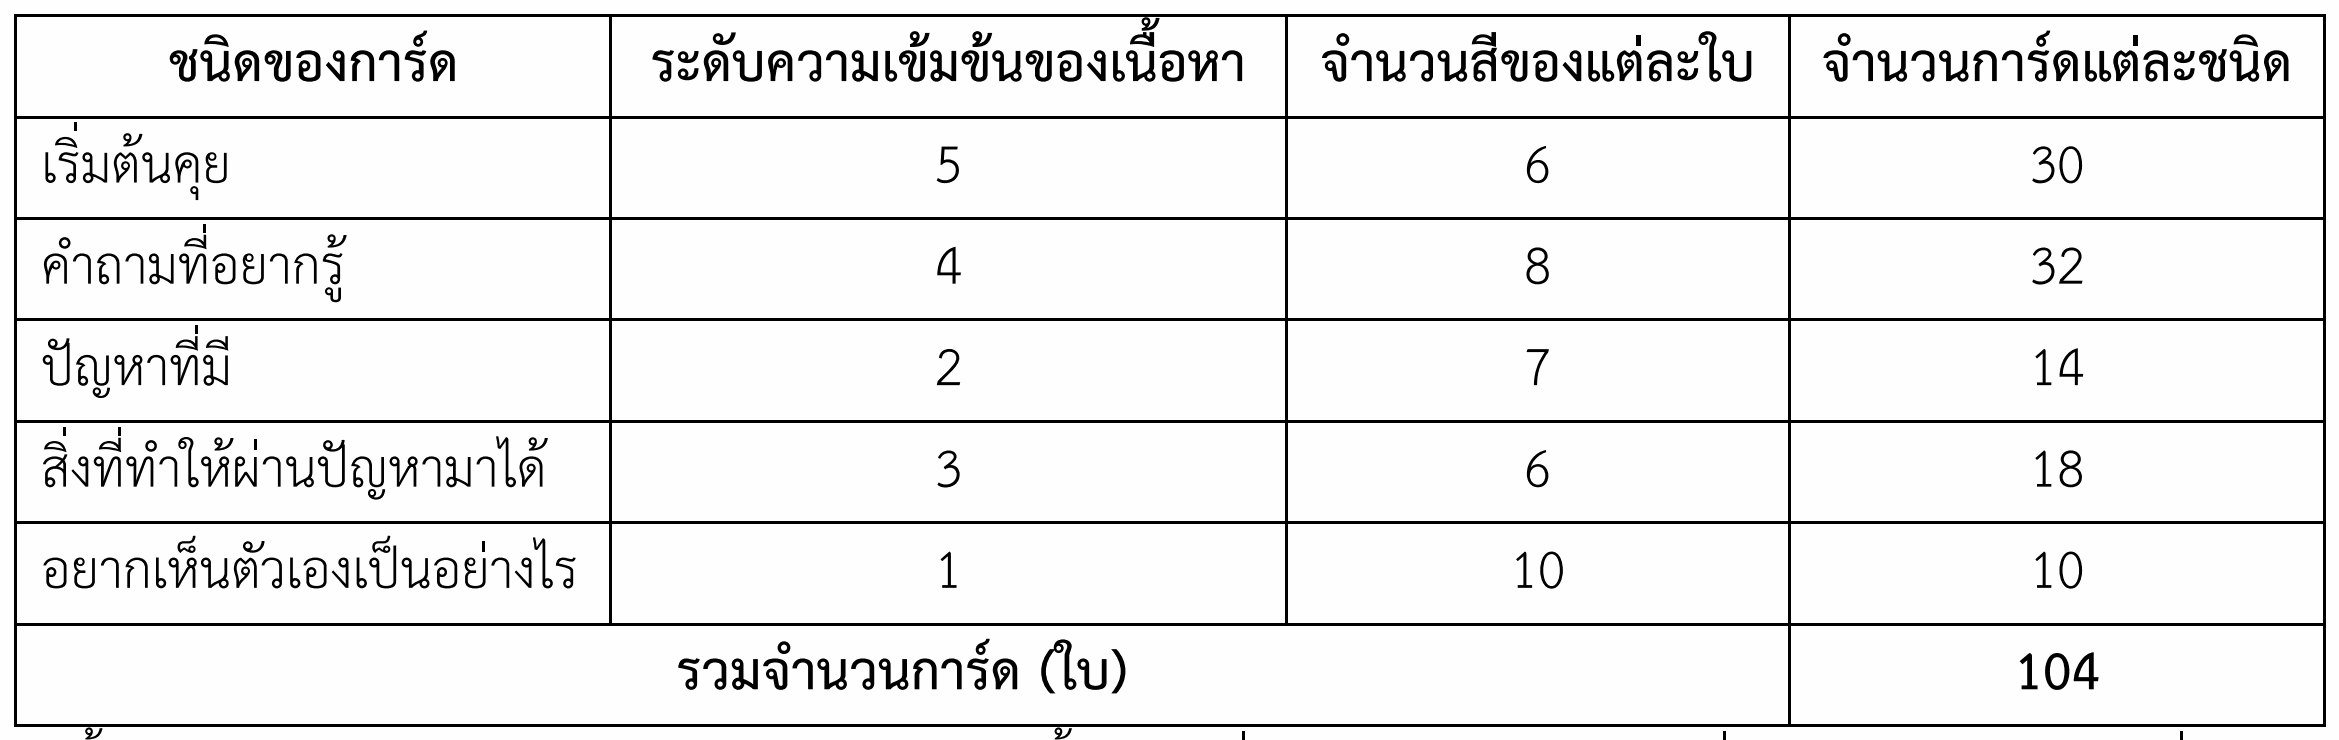 ชนิดของการ์ด ระดับความเข้มข้นของเนื้อหา จำนวนสีของแต่ละใบ จำนวนการ์ดแต่ละชนิด
เริ่มต้นคุย 5 6 30
คำถามที่อยากรู้ 4 8 32
ปัญหาที่มี 2 7 14
สิ่งที่ทำให้ผ่านปัญหามาได้ 3 6 18
อยากเห็นตัวเองเป็นอย่างไร 1 10 10
รวมจำนวนการ์ด (ใบ) 104